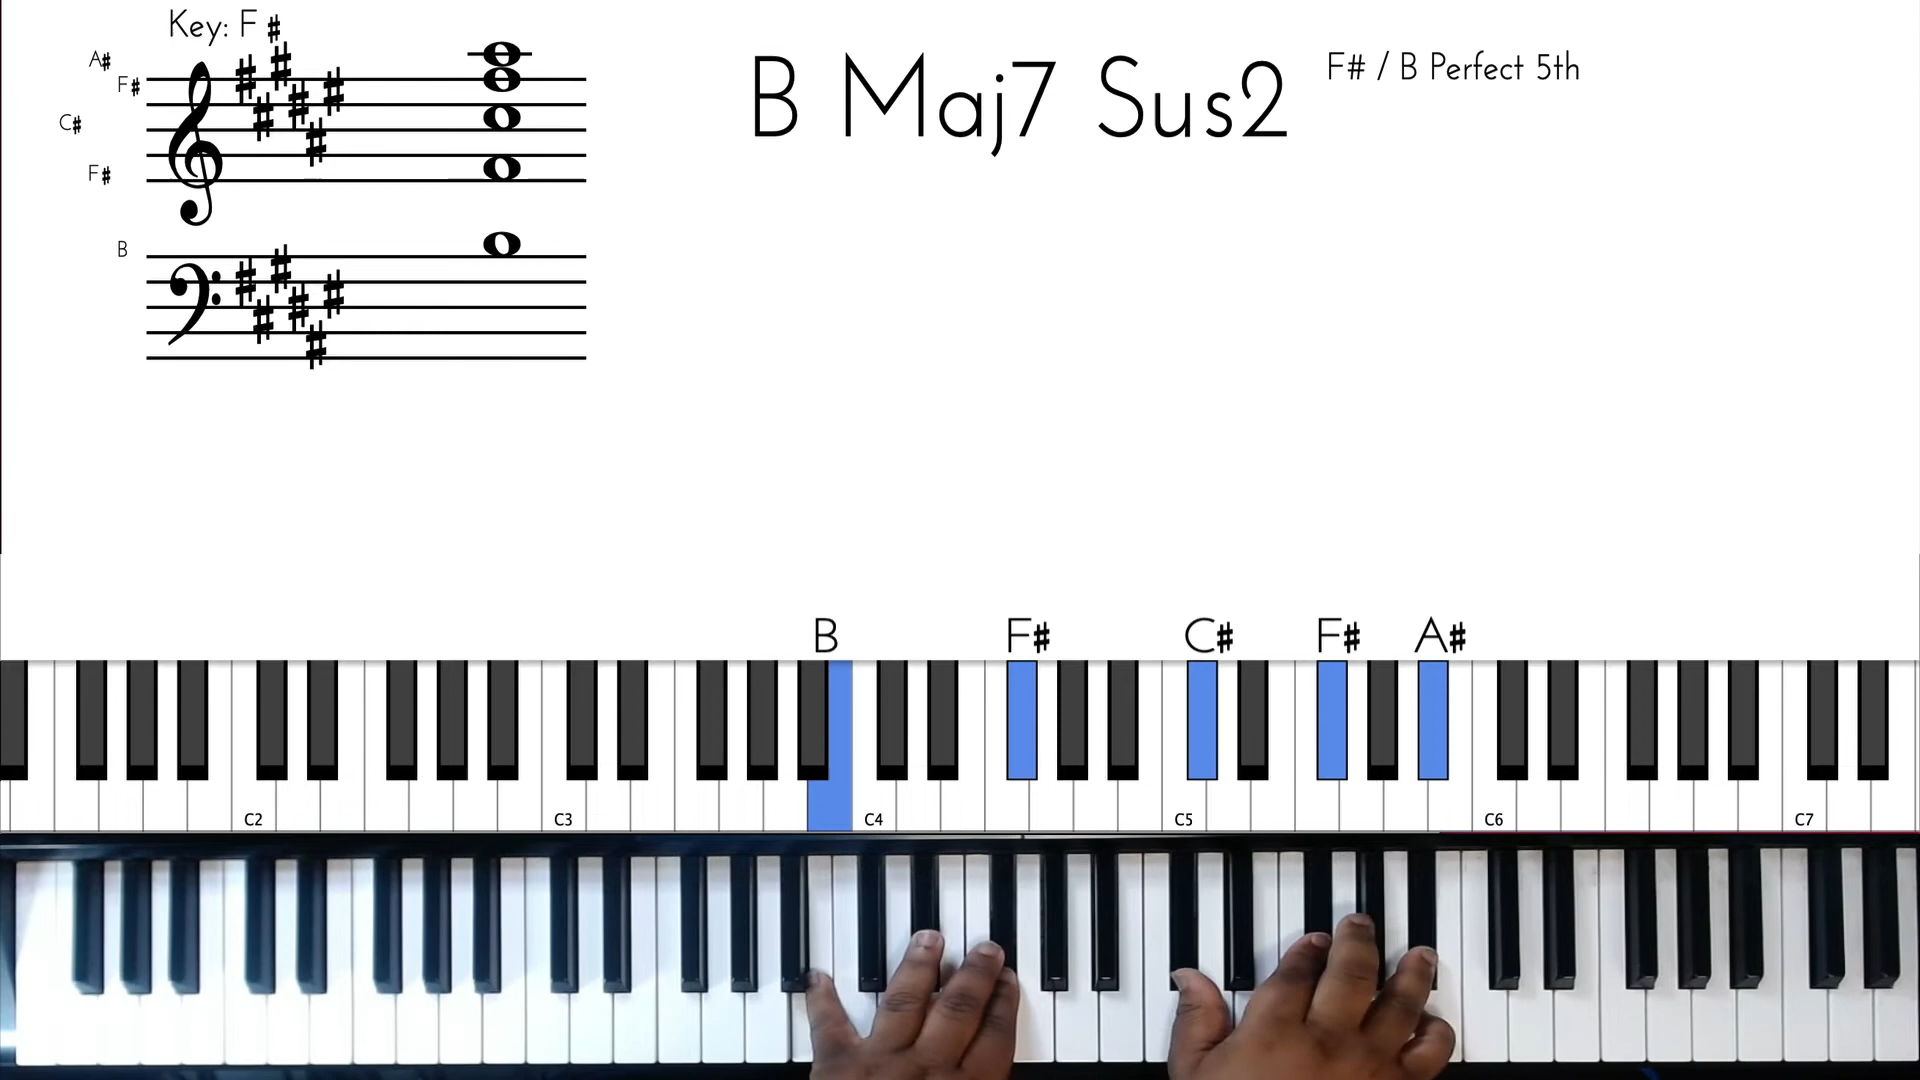 Key: F #
A#
F#
C#
F#
B
B Maj7 Sus2
F# / B Perfect 5th
B F# C# F# A#
C2 C3 C4 C5 C6 C7